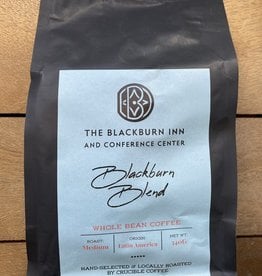 THE BLACKBURN INN
AND CONFERENCE CENTER
Blackburn
Blend
WHOLE BEAN COFFEE
ROAST: ORIGIN: NET WT.
Medium Latin America 340G
HAND-SELECTED & LOCALLY ROASTED
BY CRUCIBLE COFFEE